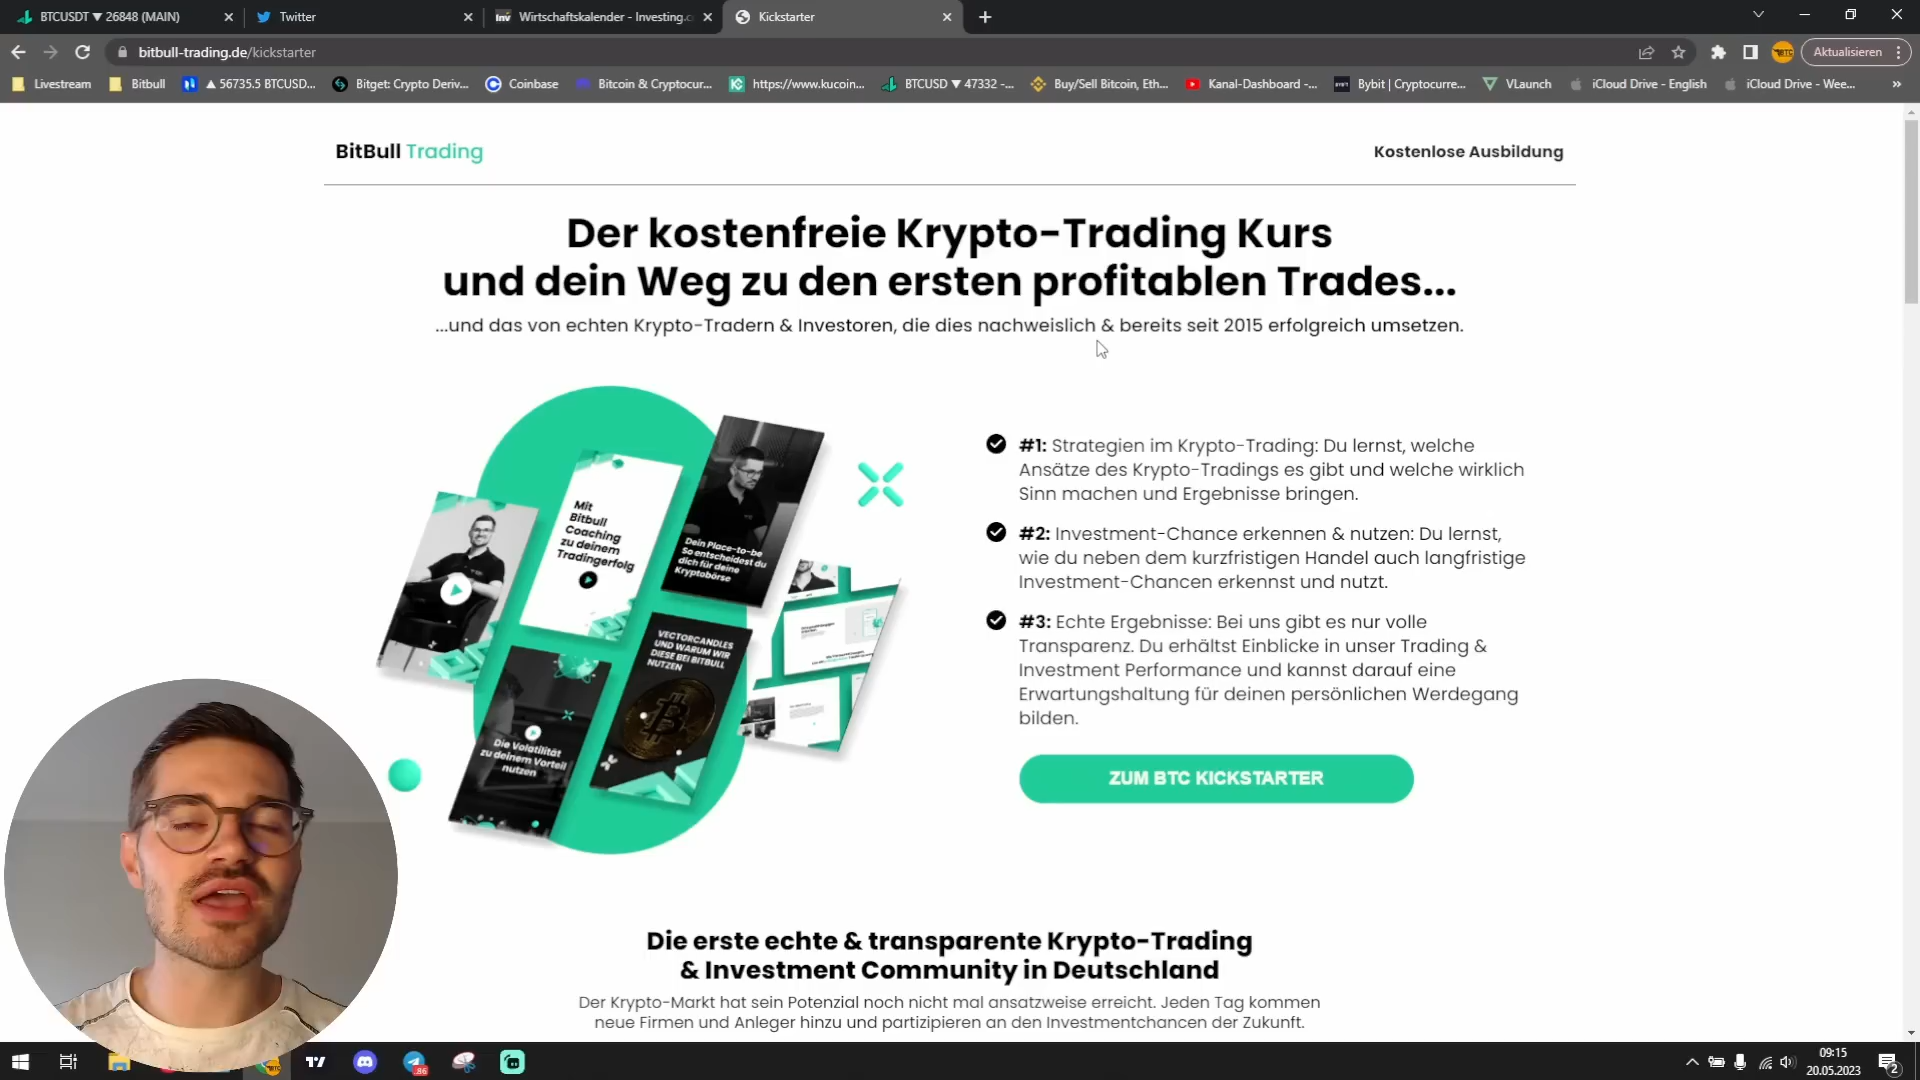 BTCUSDT ▼ 26848 (MAIN)
Twitter
Wirtschaftskalender - Investing.c
Kickstarter
bitbull-trading.de/kickstarter
Aktualisieren
Livestream
Bitbull
▲ 56735.5 BTCUSD...
Bitget: Crypto Deriv...
Coinbase
Bitcoin & Cryptocur...
https://www.kucoin...
BTCUSD ▼ 47332 -...
Buy/Sell Bitcoin, Eth...
Kanal-Dashboard -...
Bybit | Cryptocurre...
VLaunch
iCloud Drive - English
iCloud Drive - Wee...
BitBull Trading
Kostenlose Ausbildung
Der kostenfreie Krypto-Trading Kurs
und dein Weg zu den ersten profitablen Trades...
...und das von echten Krypto-Tradern & Investoren, die dies nachweislich & bereits seit 2015 erfolgreich umsetzen.
Mit
Bitbull
Coaching
zu deinem
Tradingerfolg
Dein Place-to-be
So entscheidest du
dich für deine
Kryptobörse
VECTORCANDLES
UND WARUM WIR
DIESE BEI BITBULL
NUTZEN
Die Volatilität
zu deinem Vorteil
nutzen
#1: Strategien im Krypto-Trading: Du lernst, welche
Ansätze des Krypto-Tradings es gibt und welche wirklich
Sinn machen und Ergebnisse bringen.
#2: Investment-Chance erkennen & nutzen: Du lernst,
wie du neben dem kurzfristigen Handel auch langfristige
Investment-Chancen erkennst und nutzt.
#3: Echte Ergebnisse: Bei uns gibt es nur volle
Transparenz. Du erhältst Einblicke in unser Trading &
Investment Performance und kannst darauf eine
Erwartungshaltung für deinen persönlichen Werdegang
bilden.
ZUM BTC KICKSTARTER
Die erste echte & transparente Krypto-Trading
& Investment Community in Deutschland
Der Krypto-Markt hat sein Potenzial noch nicht mal ansatzweise erreicht. Jeden Tag kommen
neue Firmen und Anleger hinzu und partizipieren an den Investmentchancen der Zukunft.
09:15
20.05.2023